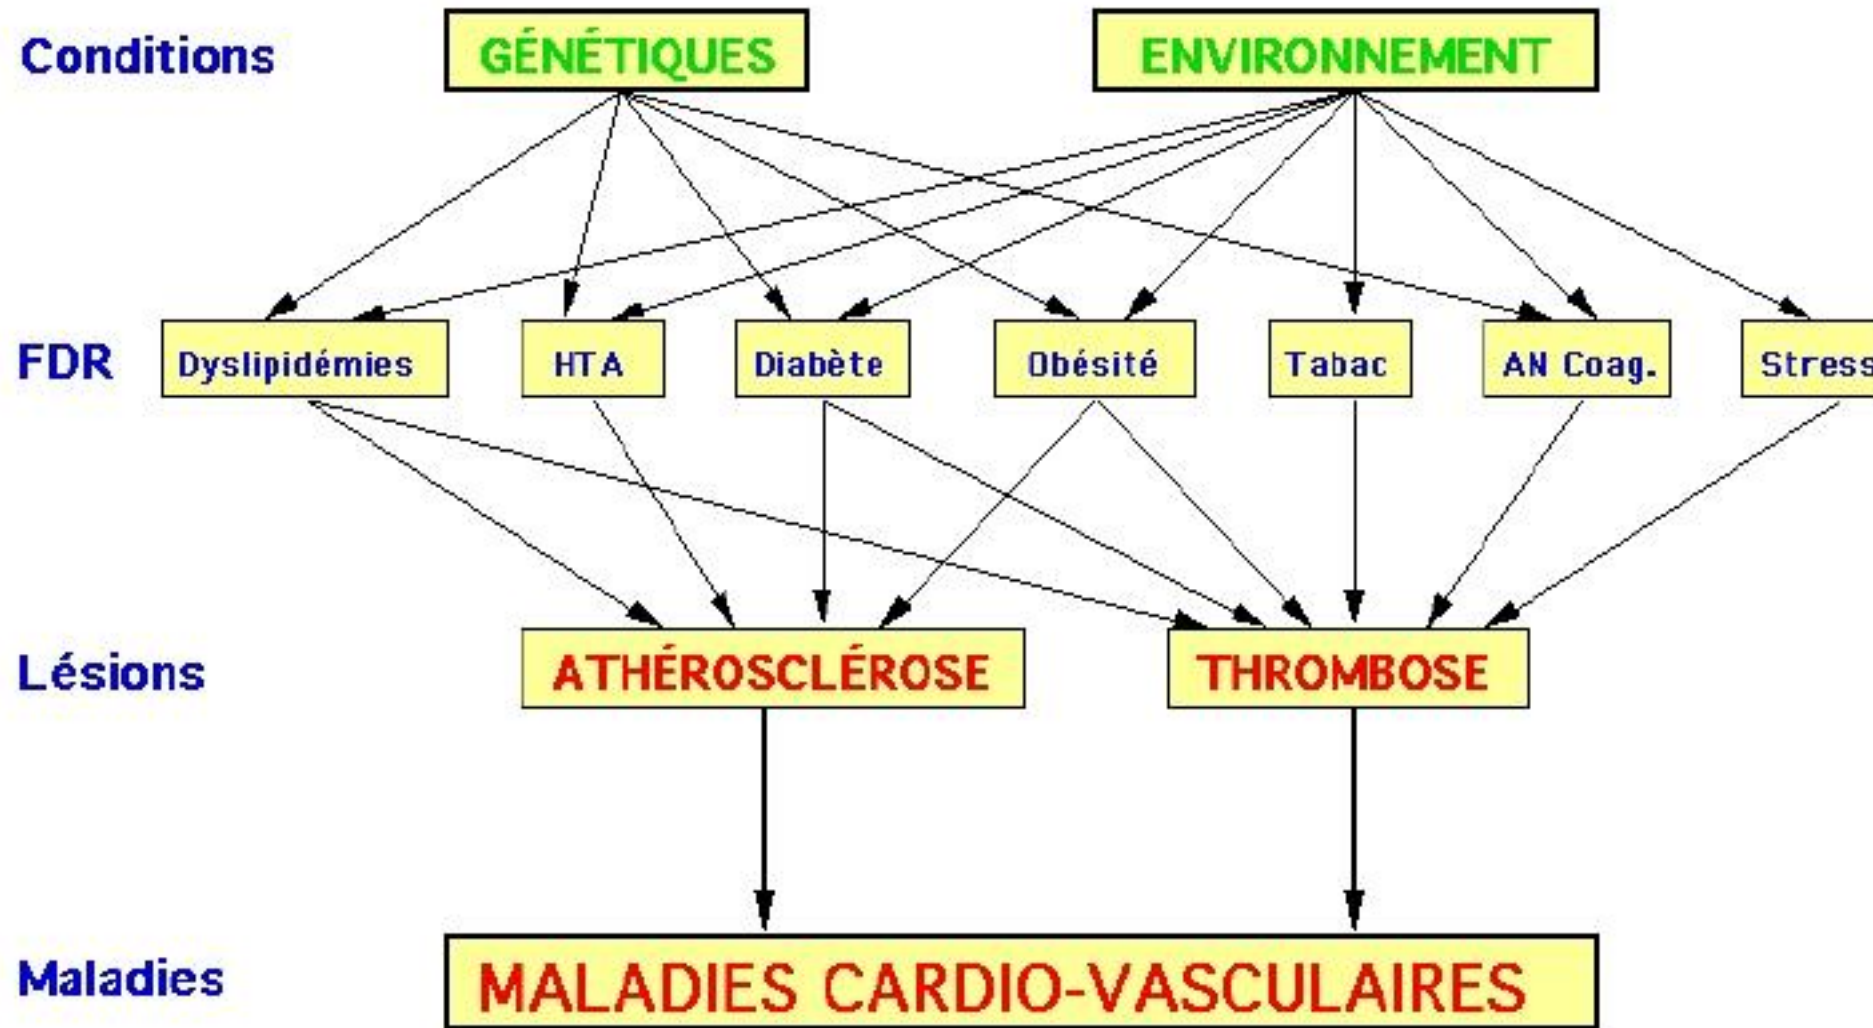 Conditions GÉNÉTIQUES ENVIRONNEMENT
FDR Dyslipidémies HTA Diabète Obésité Tabac AN Coag. Stress
Lésions ATHÉROSCLÉROSE THROMBOSE
Maladies MALADIES CARDIO-VASCULAIRES